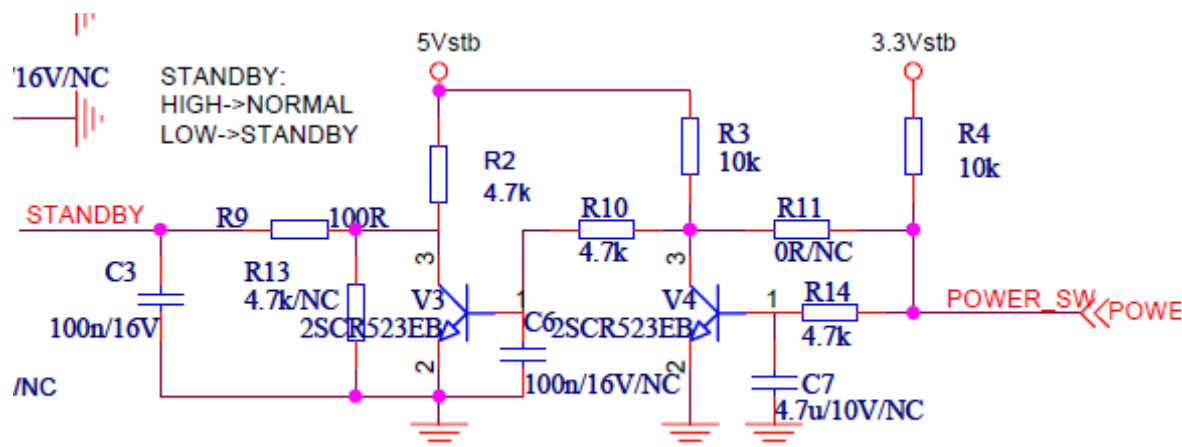 5Vstb
3.3Vstb
/16V/NC
STANDBY:
HIGH->NORMAL
LOW->STANDBY
R3
10k
R4
10k
R2
4.7k
STANDBY
R9
100R
R10
4.7k
R11
0R/NC
3
3
C3
100n/16V
R13
4.7k/NC
V3
2SCR523EB
1
C6
V4
2SCR523EB
1
R14
4.7k
POWER_SW
POWE
2
2
100n/16V/NC
C7
4.7u/10V/NC
/NC